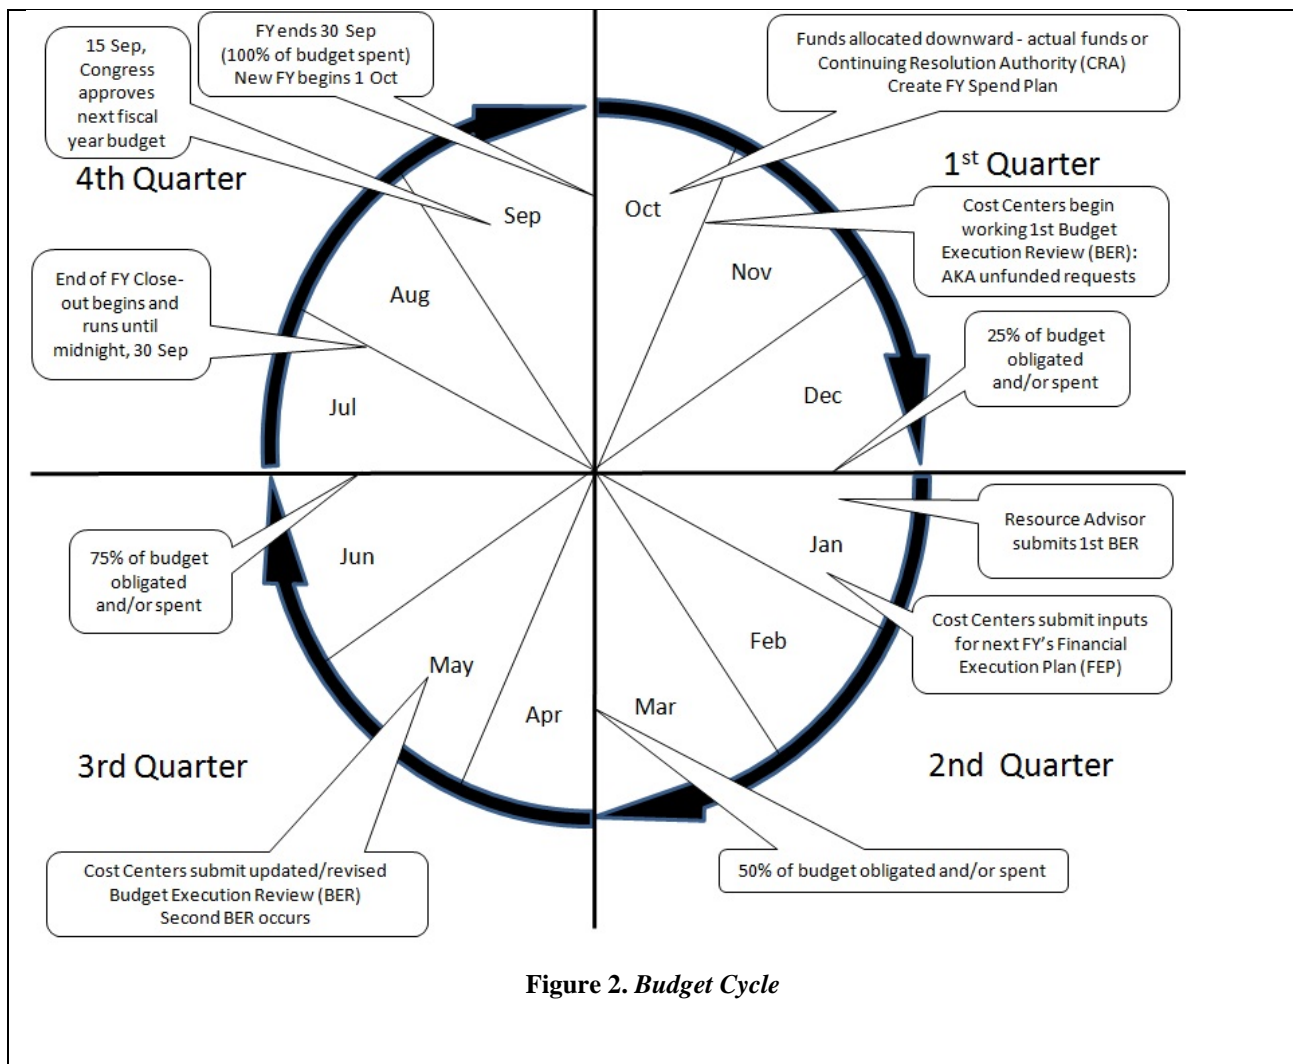 FY ends 30 Sep
(100% of budget spent)
New FY begins 1 Oct
15 Sep,
Congress
approves
next fiscal
year budget
Funds allocated downward - actual funds or
Continuing Resolution Authority (CRA)
Create FY Spend Plan
4th Quarter
1st Quarter
Sep
Oct
Cost Centers begin
working 1st Budget
Execution Review (BER):
AKA unfunded requests
End of FY Close-
out begins and
runs until
midnight, 30 Sep
Aug
Nov
25% of budget
obligated
and/or spent
Jul
Dec
75% of budget
obligated
and/or spent
Jun
Jan
Resource Advisor
submits 1st BER
Cost Centers submit inputs
for next FY's Financial
Execution Plan (FEP)
May
Feb
Apr
Mar
3rd Quarter
2nd Quarter
Cost Centers submit updated/revised
Budget Execution Review (BER)
Second BER occurs
50% of budget obligated and/or spent
Figure 2. Budget Cycle